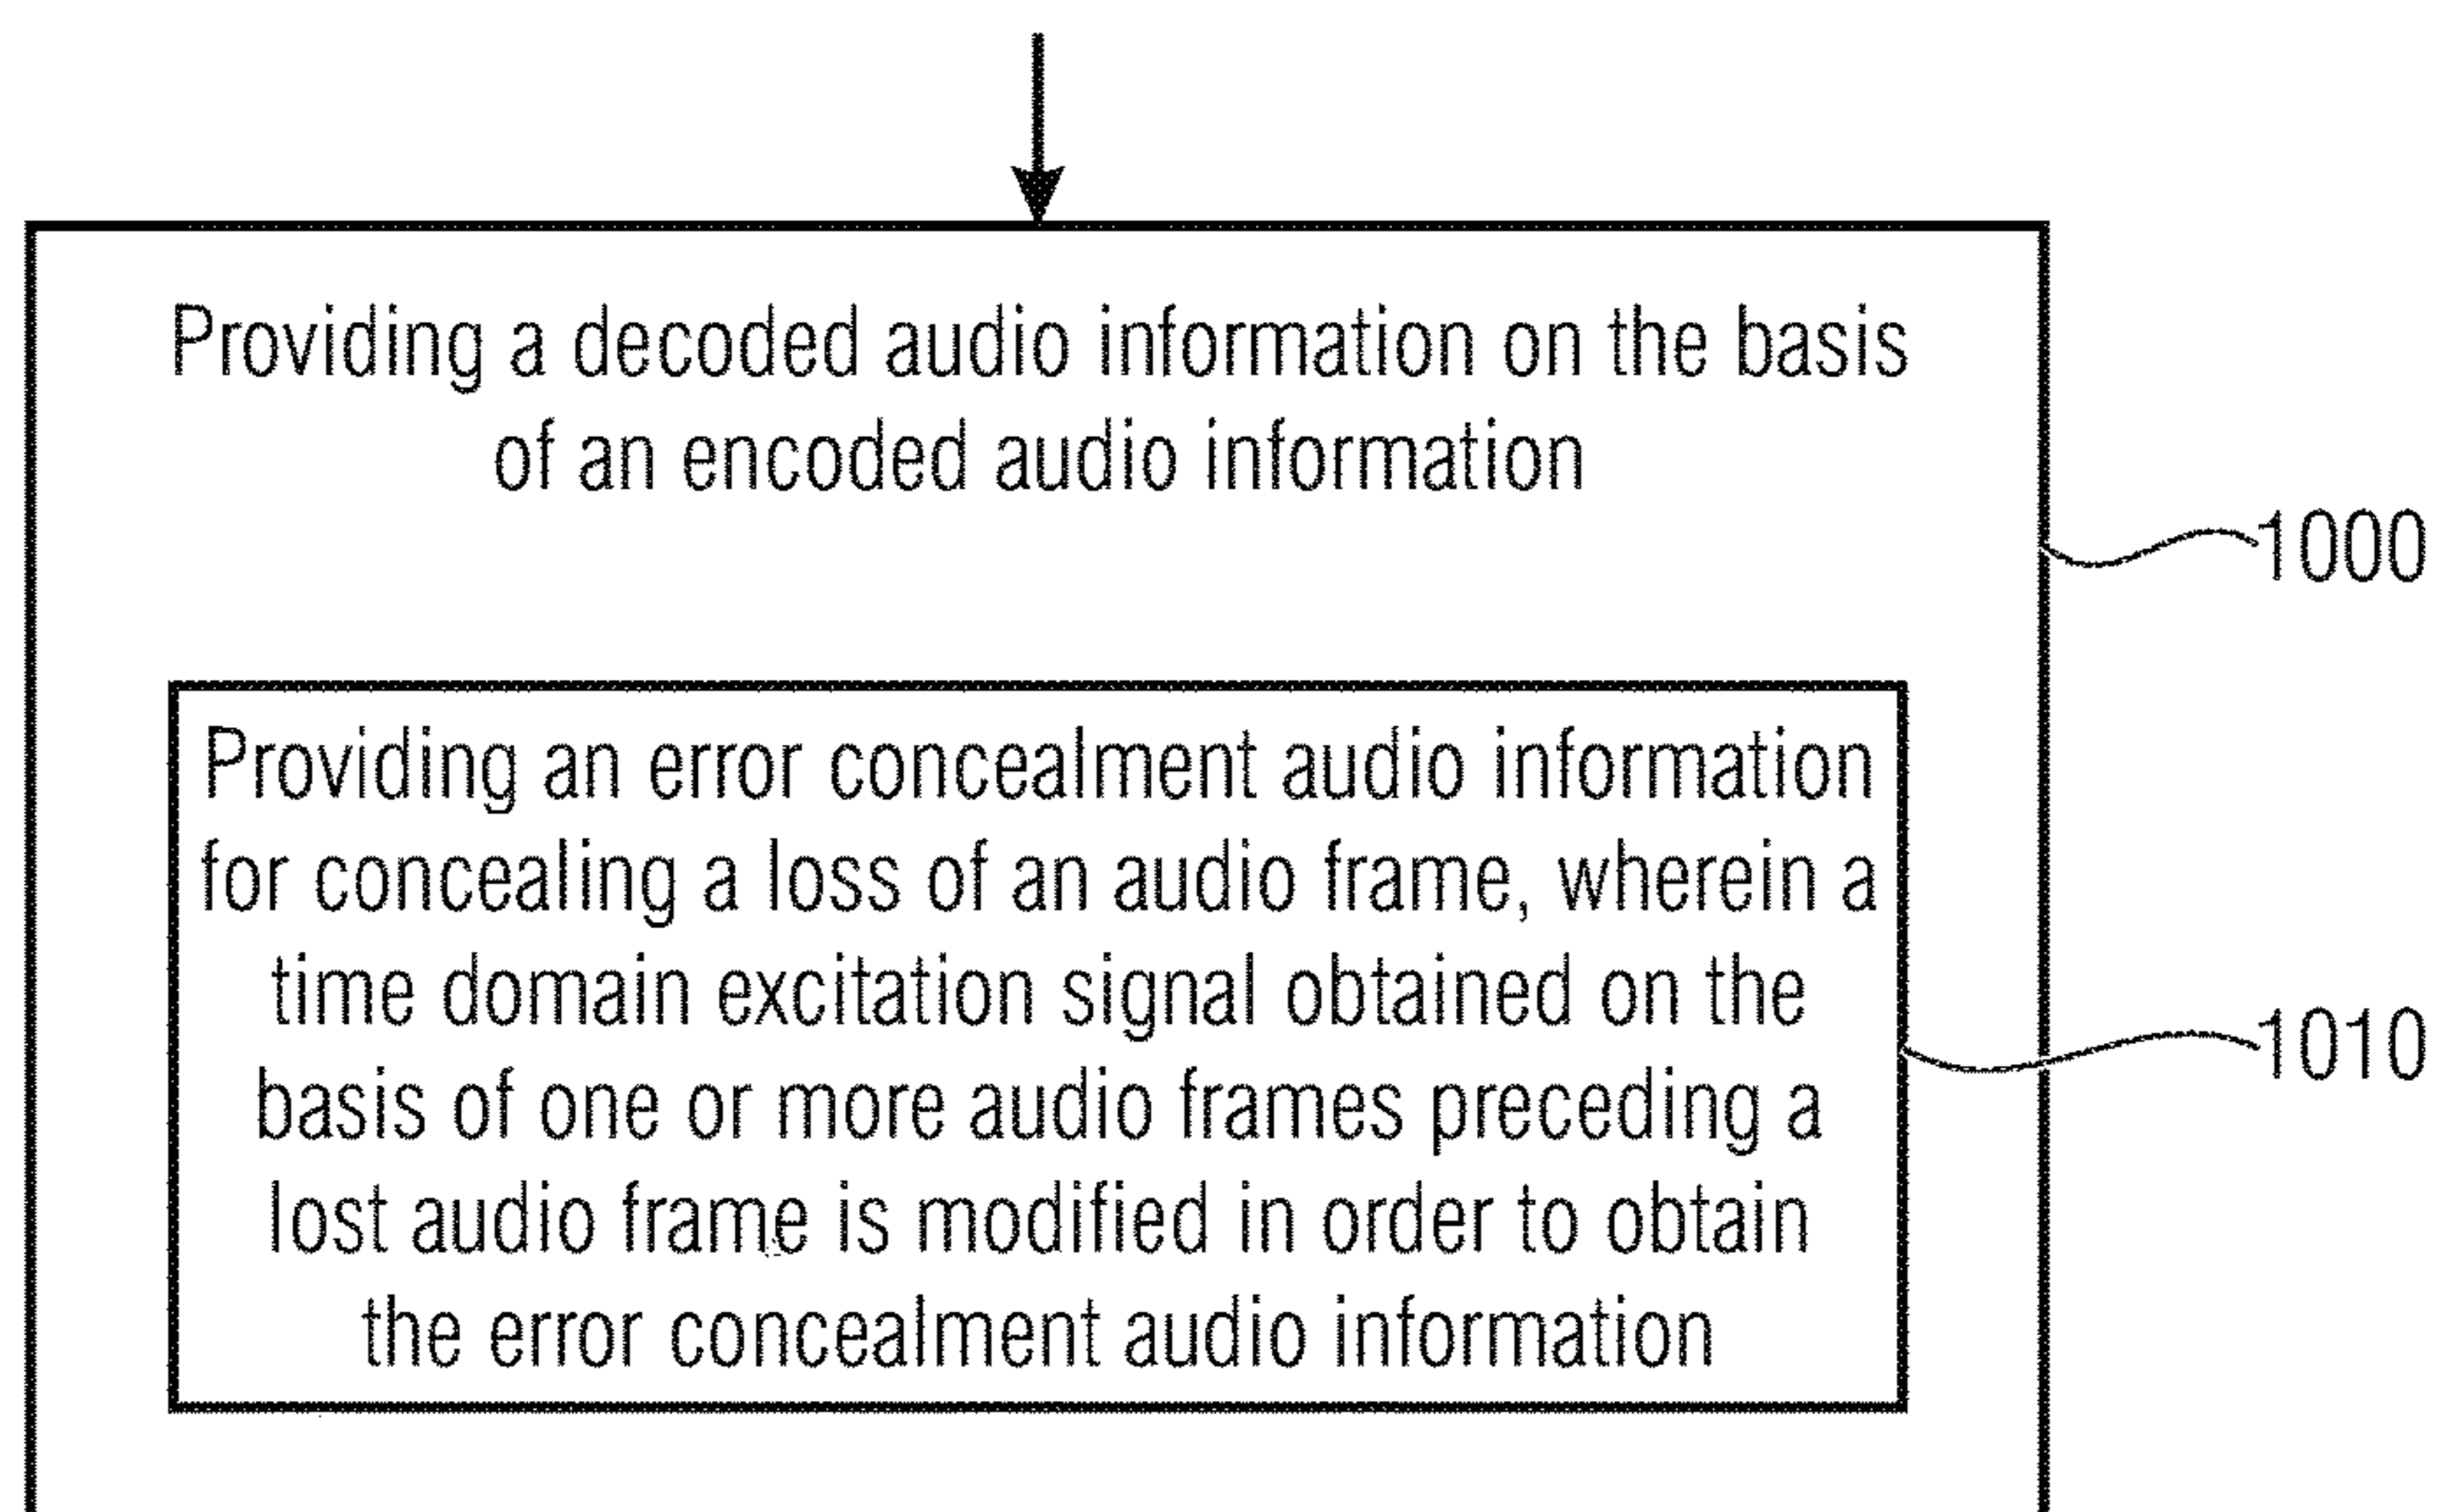 Providing a decoded audio information on the basis
of an encoded audio information
1000
Providing an error concealment audio information
for concealing a loss of an audio frame, wherein a
time domain excitation signal obtained on the
basis of one or more audio frames preceding a
lost audio frame is modified in order to obtain
the error concealment audio information
1010